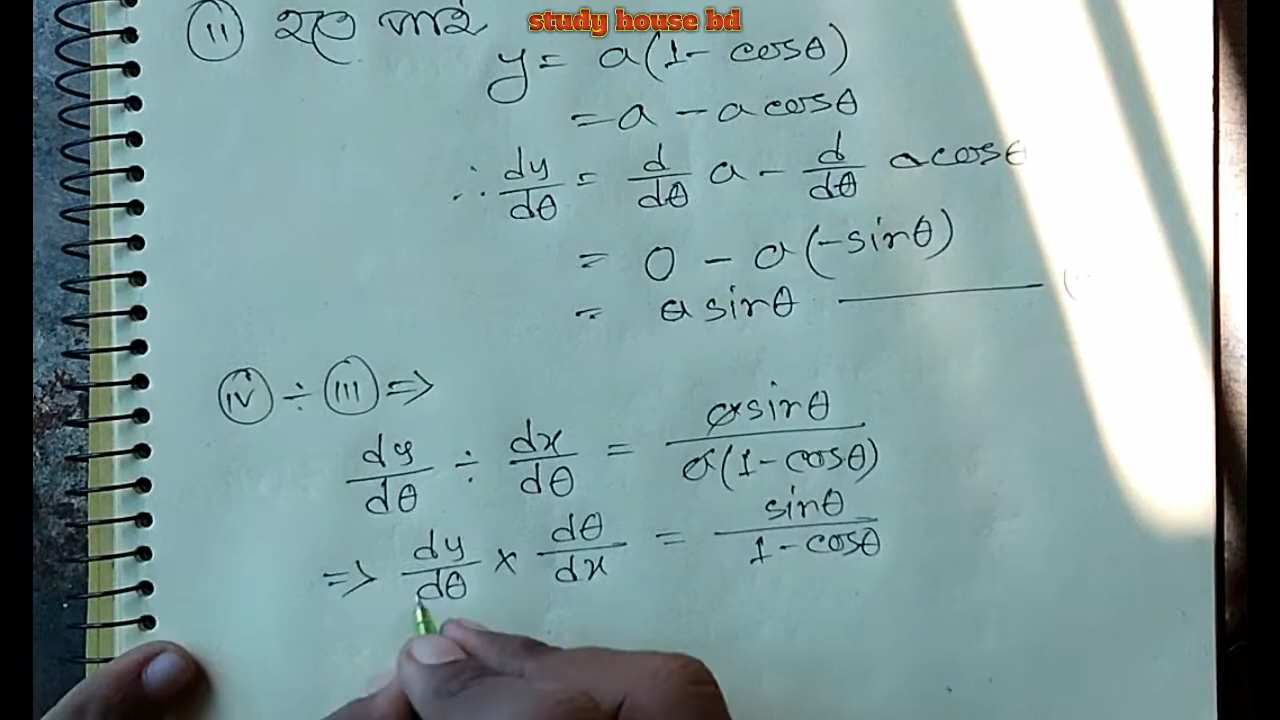 study house bd
(ii) হতে পাই
y = a(1 - cosθ)
= a - a cosθ
∴ dy/dθ = d/dθ a - d/dθ a cosθ
= 0 - a(-sinθ)
= a sinθ
(iv) ÷ (iii) =>
dy/dθ ÷ dx/dθ = a sinθ / a(1 - cosθ)
=> dy/dθ × dθ/dx = sinθ / 1 - cosθ